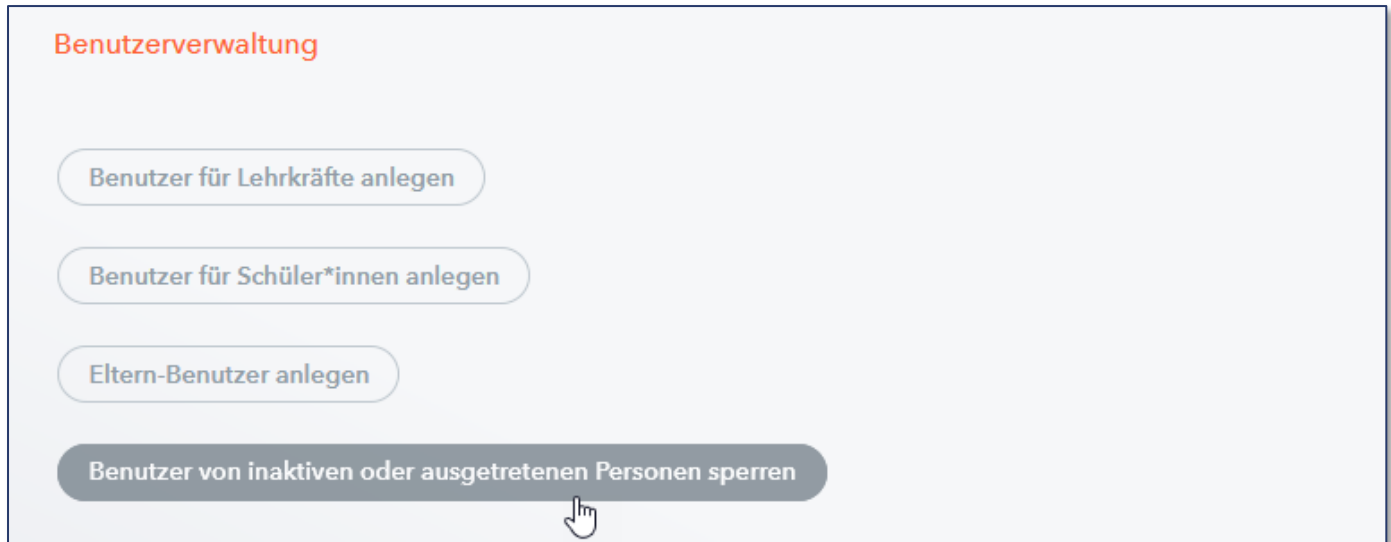 Benutzerverwaltung
Benutzer für Lehrkräfte anlegen
Benutzer für Schüler*innen anlegen
Eltern-Benutzer anlegen
Benutzer von inaktiven oder ausgetretenen Personen sperren